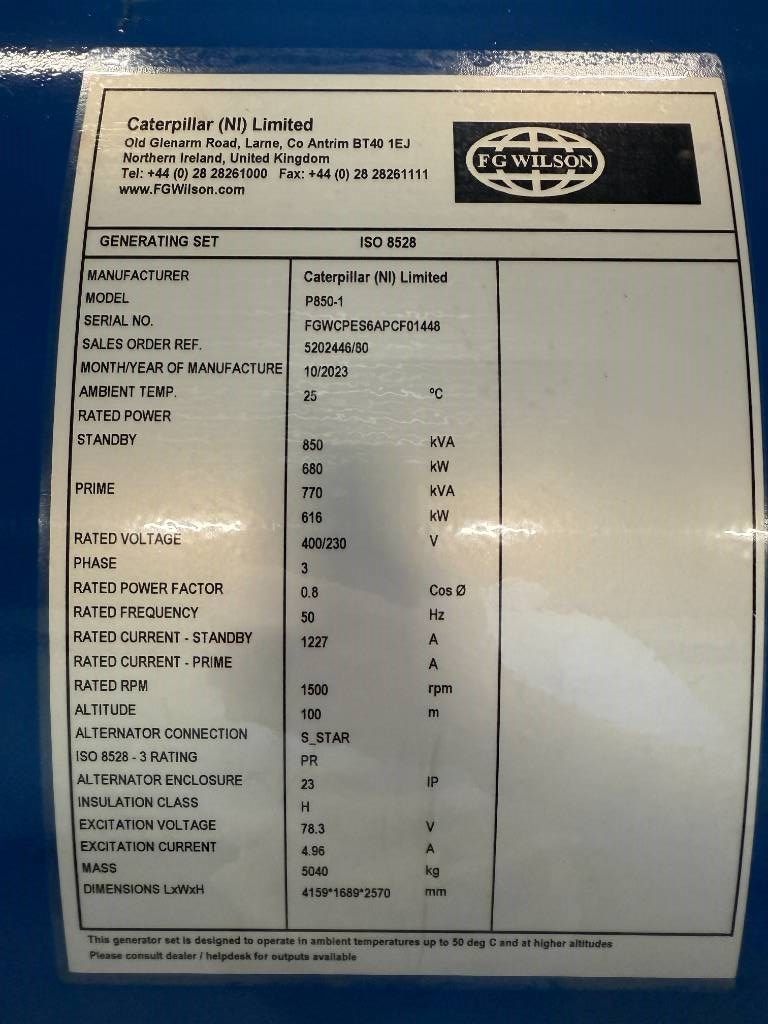 Caterpillar (NI) Limited
Old Glenarm Road, Larne, Co Antrim BT40 1EJ
Northern Ireland, United Kingdom
Tel: +44 (0) 28 28261000 Fax: +44 (0) 28 28261111
www.FGWilson.com
FG WILSON
GENERATING SET ISO 8528
MANUFACTURER Caterpillar (NI) Limited
MODEL P850-1
SERIAL NO. FGWCPES6APCF01448
SALES ORDER REF. 5202446/80
MONTH/YEAR OF MANUFACTURE 10/2023
AMBIENT TEMP. 25 ºC
RATED POWER
STANDBY 850 kVA
680 kW
PRIME 770 kVA
616 kW
RATED VOLTAGE 400/230 V
PHASE 3
RATED POWER FACTOR 0.8 Cos Ø
RATED FREQUENCY 50 Hz
RATED CURRENT - STANDBY 1227 A
RATED CURRENT - PRIME A
RATED RPM 1500 rpm
ALTITUDE 100 m
ALTERNATOR CONNECTION S_STAR
ISO 8528 - 3 RATING PR
ALTERNATOR ENCLOSURE 23 IP
INSULATION CLASS H
EXCITATION VOLTAGE 78.3 V
EXCITATION CURRENT 4.96 A
MASS 5040 kg
DIMENSIONS LxWxH 4159*1689*2570 mm
This generator set is designed to operate in ambient temperatures up to 50 deg C and at higher altitudes
Please consult dealer / helpdesk for outputs available